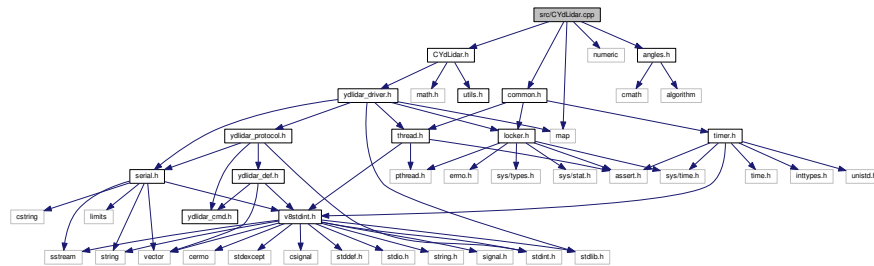 src/CYdLidar.cpp
CYdLidar.h
numeric
angles.h
ydlidar_driver.h
math.h
utils.h
common.h
cmath
algorithm
ydlidar_protocol.h
thread.h
locker.h
map
timer.h
serial.h
ydlidar_def.h
pthread.h
errno.h
sys/types.h
sys/stat.h
assert.h
sys/time.h
time.h
inttypes.h
unistd.h
cstring
limits
ydlidar_cmd.h
v8stdint.h
sstream
string
vector
cerrno
stdexcept
csignal
stddef.h
stdio.h
string.h
signal.h
stdint.h
stdlib.h